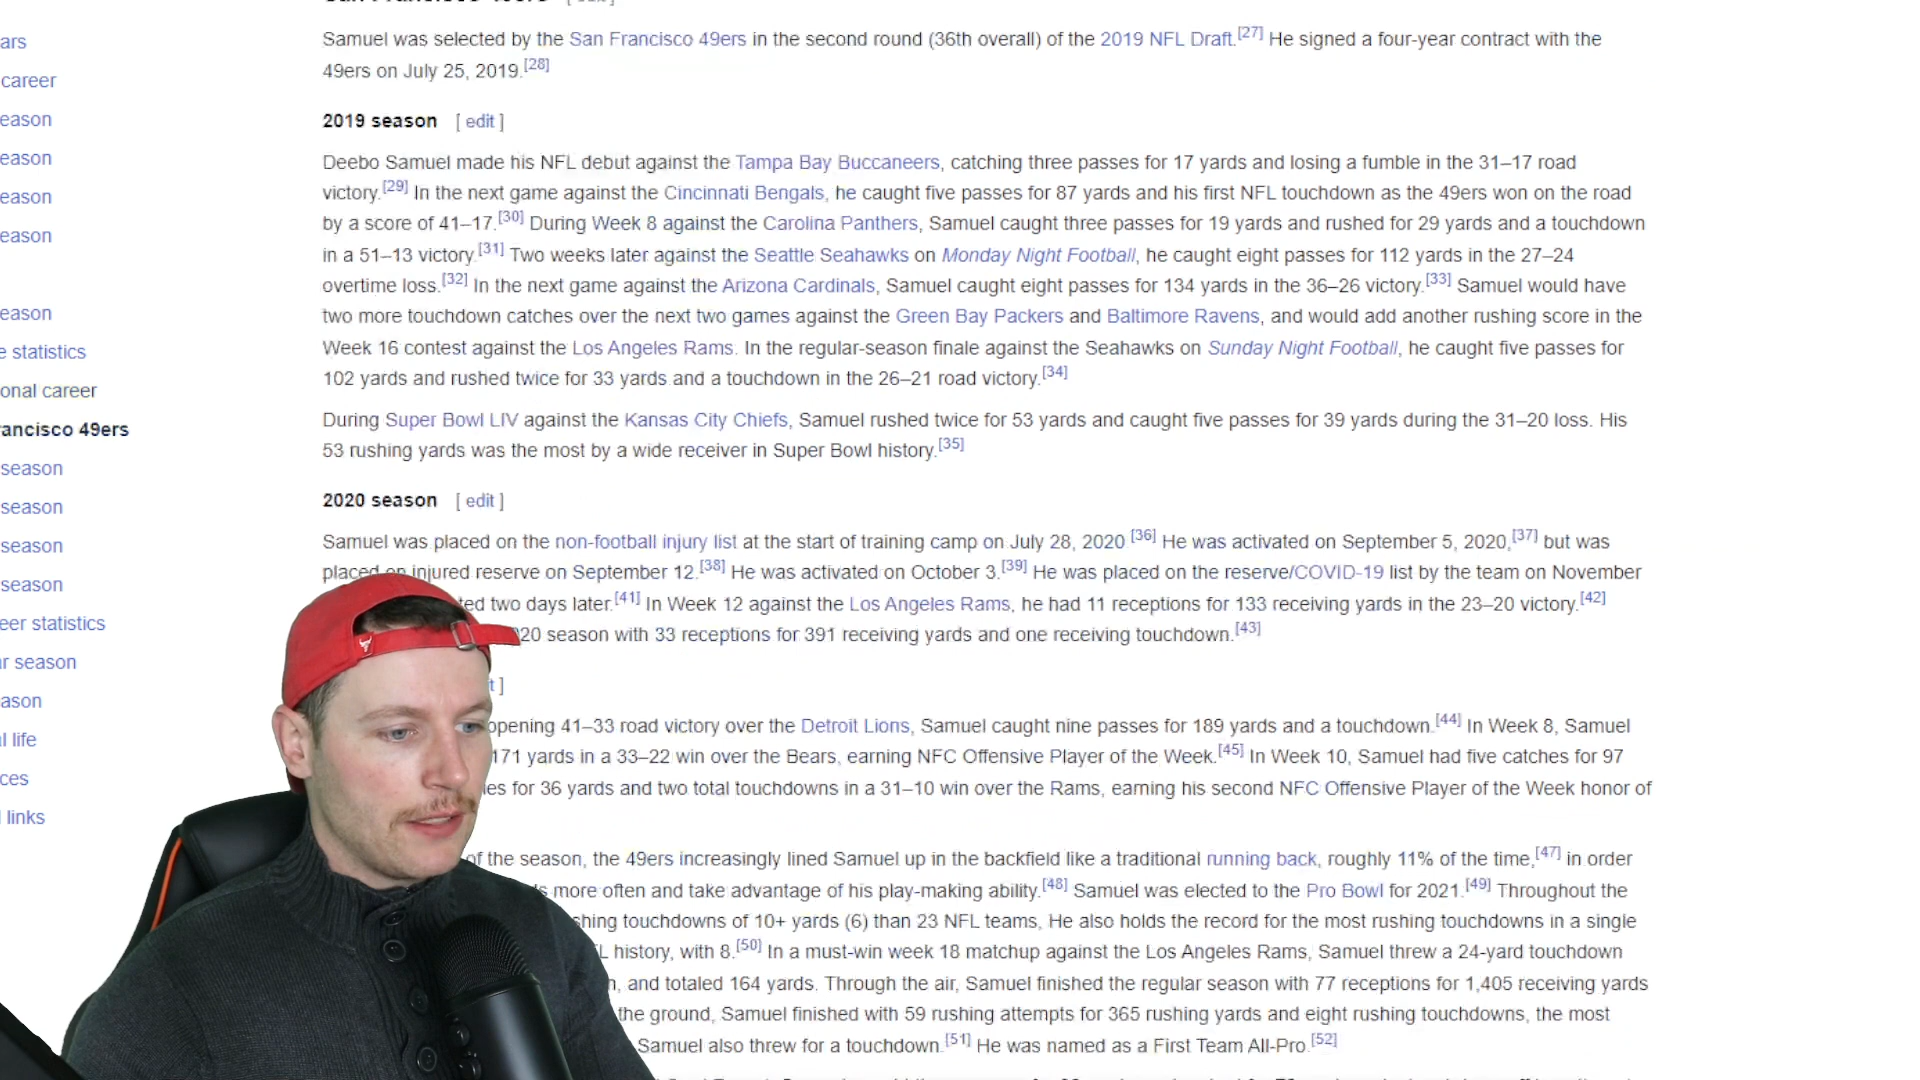 ars
career
eason
eason
eason
eason
eason
e statistics
onal career
rancisco 49ers
season
season
season
season
eer statistics
ar season
ason
l life
ces
l links
Samuel was selected by the San Francisco 49ers in the second round (36th overall) of the 2019 NFL Draft.[27] He signed a four-year contract with the
49ers on July 25, 2019.[28]
2019 season [ edit ]
Deebo Samuel made his NFL debut against the Tampa Bay Buccaneers, catching three passes for 17 yards and losing a fumble in the 31–17 road
victory.[29] In the next game against the Cincinnati Bengals, he caught five passes for 87 yards and his first NFL touchdown as the 49ers won on the road
by a score of 41–17.[30] During Week 8 against the Carolina Panthers, Samuel caught three passes for 19 yards and rushed for 29 yards and a touchdown
in a 51–13 victory.[31] Two weeks later against the Seattle Seahawks on Monday Night Football, he caught eight passes for 112 yards in the 27–24
overtime loss.[32] In the next game against the Arizona Cardinals, Samuel caught eight passes for 134 yards in the 36–26 victory.[33] Samuel would have
two more touchdown catches over the next two games against the Green Bay Packers and Baltimore Ravens, and would add another rushing score in the
Week 16 contest against the Los Angeles Rams. In the regular-season finale against the Seahawks on Sunday Night Football, he caught five passes for
102 yards and rushed twice for 33 yards and a touchdown in the 26–21 road victory.[34]
During Super Bowl LIV against the Kansas City Chiefs, Samuel rushed twice for 53 yards and caught five passes for 39 yards during the 31–20 loss. His
53 rushing yards was the most by a wide receiver in Super Bowl history.[35]
2020 season [ edit ]
Samuel was placed on the non-football injury list at the start of training camp on July 28, 2020.[36] He was activated on September 5, 2020,[37] but was
placed on injured reserve on September 12.[38] He was activated on October 3.[39] He was placed on the reserve/COVID-19 list by the team on November
ted two days later.[41] In Week 12 against the Los Angeles Rams, he had 11 receptions for 133 receiving yards in the 23–20 victory.[42]
20 season with 33 receptions for 391 receiving yards and one receiving touchdown.[43]
t ]
opening 41–33 road victory over the Detroit Lions, Samuel caught nine passes for 189 yards and a touchdown.[44] In Week 8, Samuel
171 yards in a 33–22 win over the Bears, earning NFC Offensive Player of the Week.[45] In Week 10, Samuel had five catches for 97
ies for 36 yards and two total touchdowns in a 31–10 win over the Rams, earning his second NFC Offensive Player of the Week honor of
of the season, the 49ers increasingly lined Samuel up in the backfield like a traditional running back, roughly 11% of the time,[47] in order
s more often and take advantage of his play-making ability.[48] Samuel was elected to the Pro Bowl for 2021.[49] Throughout the
shing touchdowns of 10+ yards (6) than 23 NFL teams, He also holds the record for the most rushing touchdowns in a single
L history, with 8.[50] In a must-win week 18 matchup against the Los Angeles Rams, Samuel threw a 24-yard touchdown
n, and totaled 164 yards. Through the air, Samuel finished the regular season with 77 receptions for 1,405 receiving yards
the ground, Samuel finished with 59 rushing attempts for 365 rushing yards and eight rushing touchdowns, the most
Samuel also threw for a touchdown.[51] He was named as a First Team All-Pro.[52]